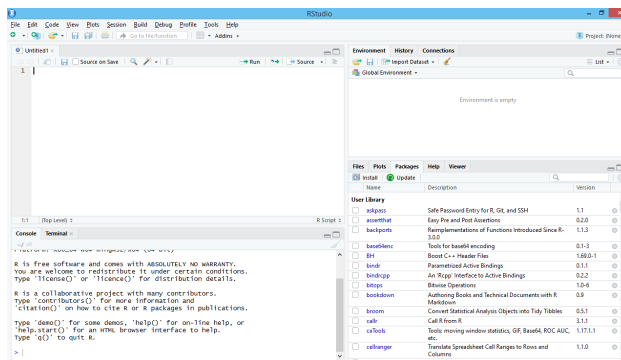 RStudio
File Edit Code View Plots Session Build Debug Profile Tools Help
Go to file/function Addins Project: (None
Untitled1
Source on Save Run Source
1
1:1 (Top Level) R Script
Console Terminal
~/
R is free software and comes with ABSOLUTELY NO WARRANTY.
You are welcome to redistribute it under certain conditions.
Type 'license()' or 'licence()' for distribution details.
R is a collaborative project with many contributors.
Type 'contributors()' for more information and
'citation()' on how to cite R or R packages in publications.
Type 'demo()' for some demos, 'help()' for on-line help, or
'help.start()' for an HTML browser interface to help.
Type 'q()' to quit R.
>
Environment History Connections
Import Dataset List
Global Environment
Environment is empty
Files Plots Packages Help Viewer
Install Update
Name Description Version
User Library
askpass Safe Password Entry for R, Git, and SSH 1.1
assertthat Easy Pre and Post Assertions 0.2.0
backports Reimplementations of Functions Introduced Since R- 1.1.3
3.0.0
base64enc Tools for base64 encoding 0.1-3
BH Boost C++ Header Files 1.69.0-1
bindr Parametrized Active Bindings 0.1.1
bindrcpp An 'Rcpp' Interface to Active Bindings 0.2.2
bitops Bitwise Operations 1.0-6
bookdown Authoring Books and Technical Documents with R 0.9
Markdown
broom Convert Statistical Analysis Objects into Tidy Tibbles 0.5.1
callr Call R from R 3.1.1
caTools Tools: moving window statistics, GIF, Base64, ROC AUC, 1.17.1.1
etc.
cellranger Translate Spreadsheet Cell Ranges to Rows and 1.1.0
Columns